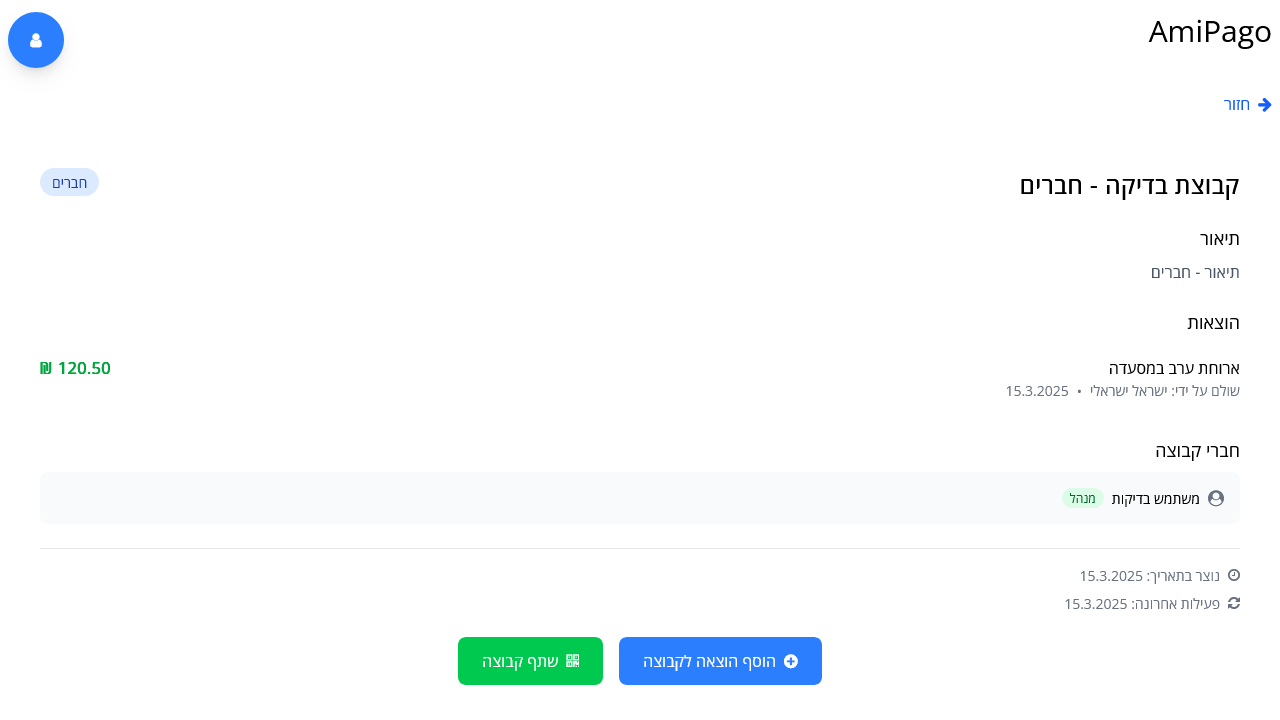 AmiPago
חזור
קבוצת בדיקה - חברים
חברים
תיאור
תיאור - חברים
הוצאות
ארוחת ערב במסעדה
120.50 ₪
שולם על ידי: ישראל ישראלי • 15.3.2025
חברי קבוצה
משתמש בדיקות מנהל
נוצר בתאריך: 15.3.2025
פעילות אחרונה: 15.3.2025
הוסף הוצאה לקבוצה
שתף קבוצה